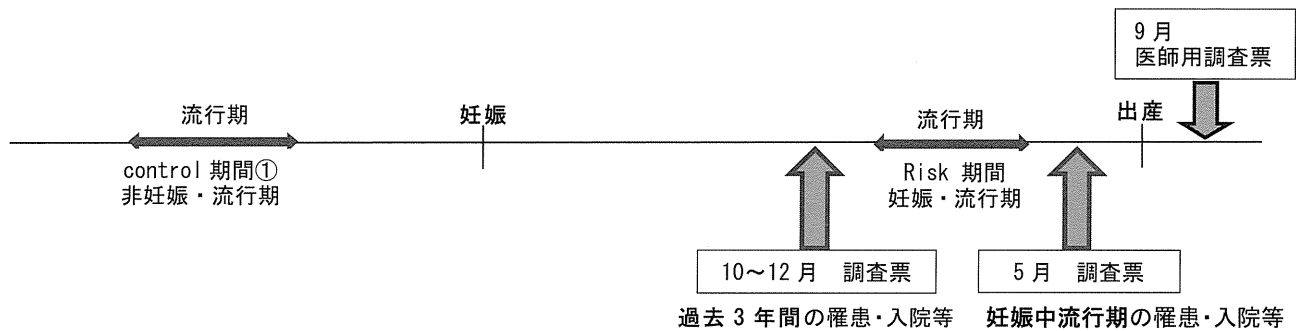 9月
医師用調査票
流行期
妊娠
流行期
出産
control 期間①
非妊娠・流行期
Risk 期間
妊娠・流行期
10～12月 調査票
5月 調査票
過去3年間の罹患・入院等
妊娠中流行期の罹患・入院等